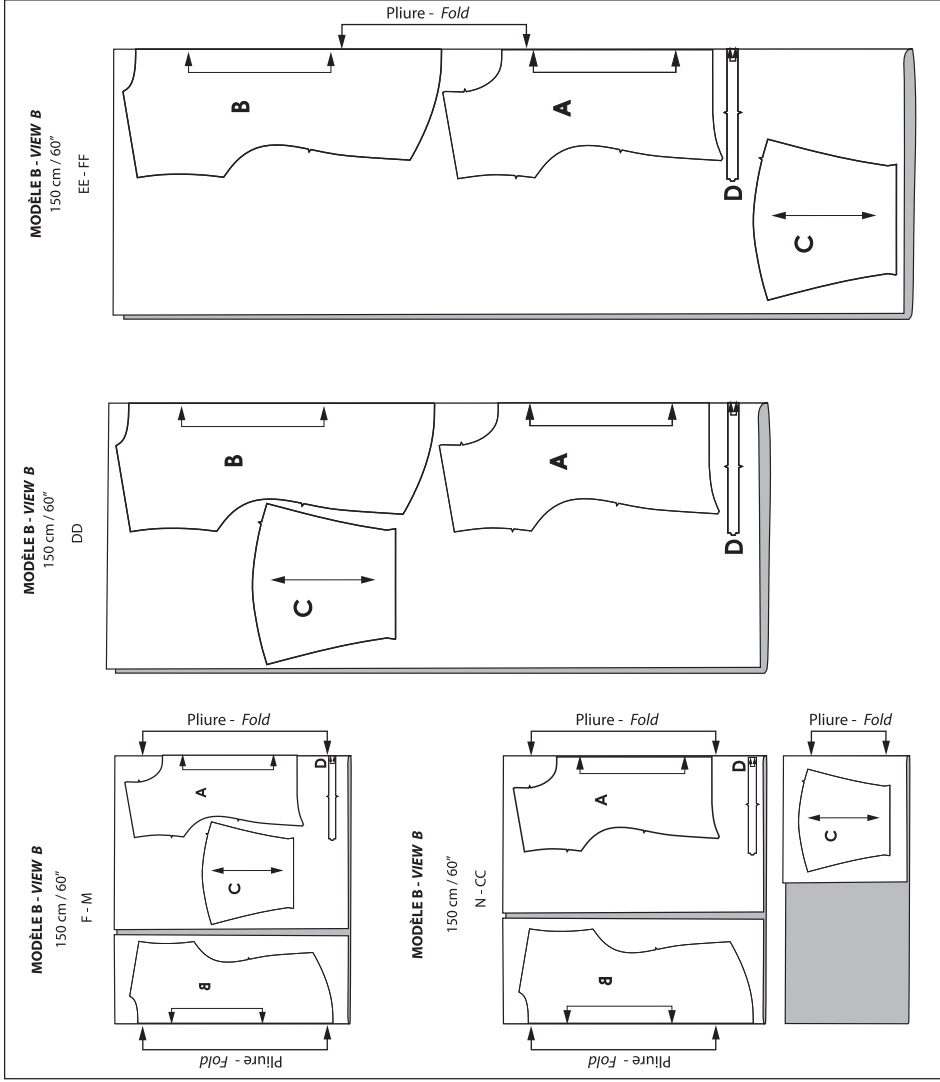 Pliure - Fold
MODÈLE B - VIEW B
150 cm / 60"
EE - FF
B
A
D
C
MODÈLE B - VIEW B
150 cm / 60"
DD
B
A
D
C
Pliure - Fold
MODÈLE B - VIEW B
150 cm / 60"
F - M
A
D
C
B
Pliure - Fold
Pliure - Fold
MODÈLE B - VIEW B
150 cm / 60"
N - CC
A
D
B
Pliure - Fold
Pliure - Fold
C